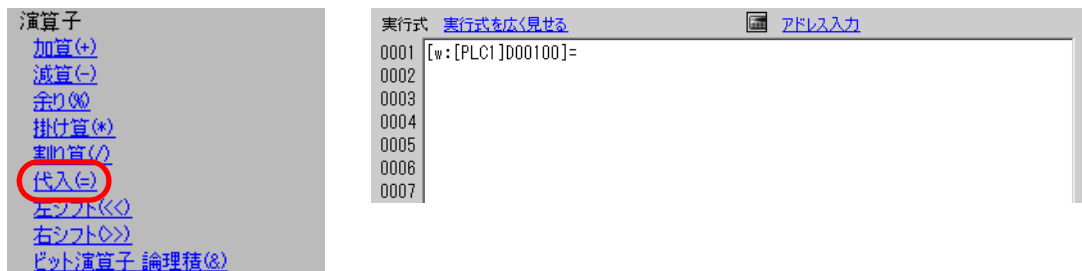 演算子
加算(+)
減算(-)
余り(%)
掛け算(*)
割り算(/)
代入(=)
左シフト(<<)
右シフト(>>)
ビット演算子 論理積(&)
実行式 実行式を広く見せる アドレス入力
0001 [w:[PLC1]D00100]=
0002
0003
0004
0005
0006
0007